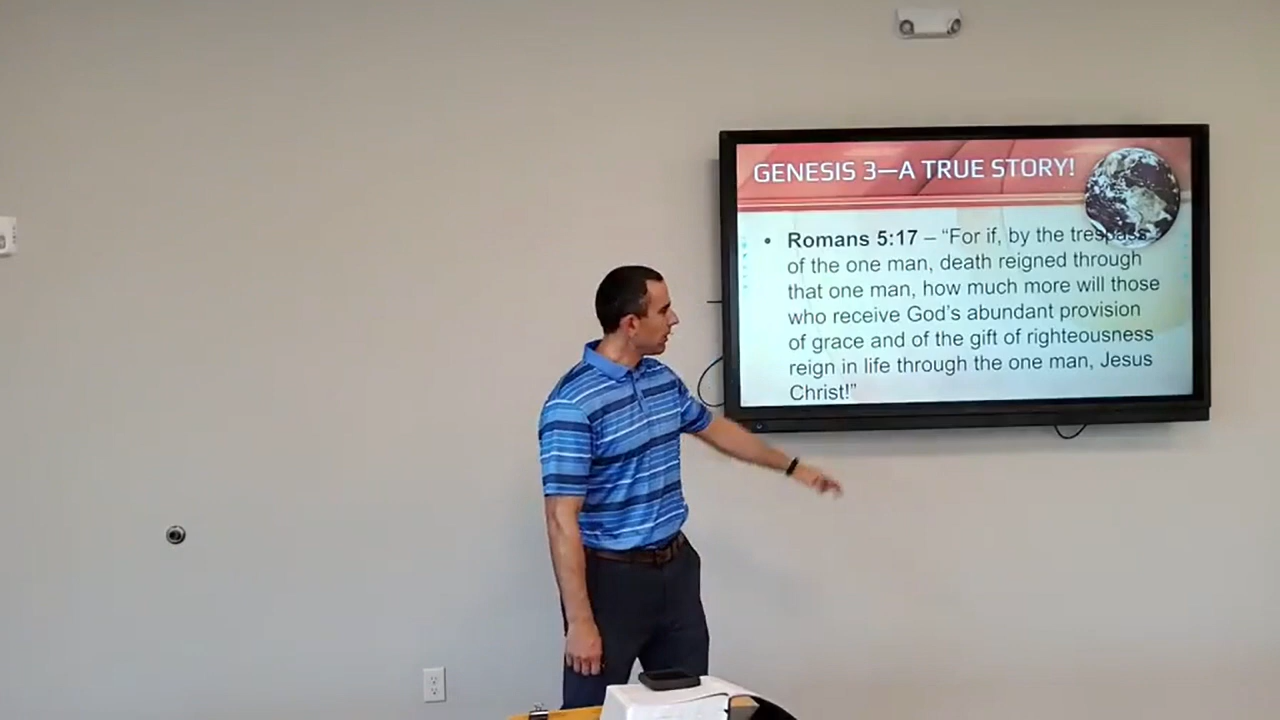 GENESIS 3—A TRUE STORY!
• Romans 5:17 – “For if, by the trespass
of the one man, death reigned through
that one man, how much more will those
who receive God’s abundant provision
of grace and of the gift of righteousness
reign in life through the one man, Jesus
Christ!”